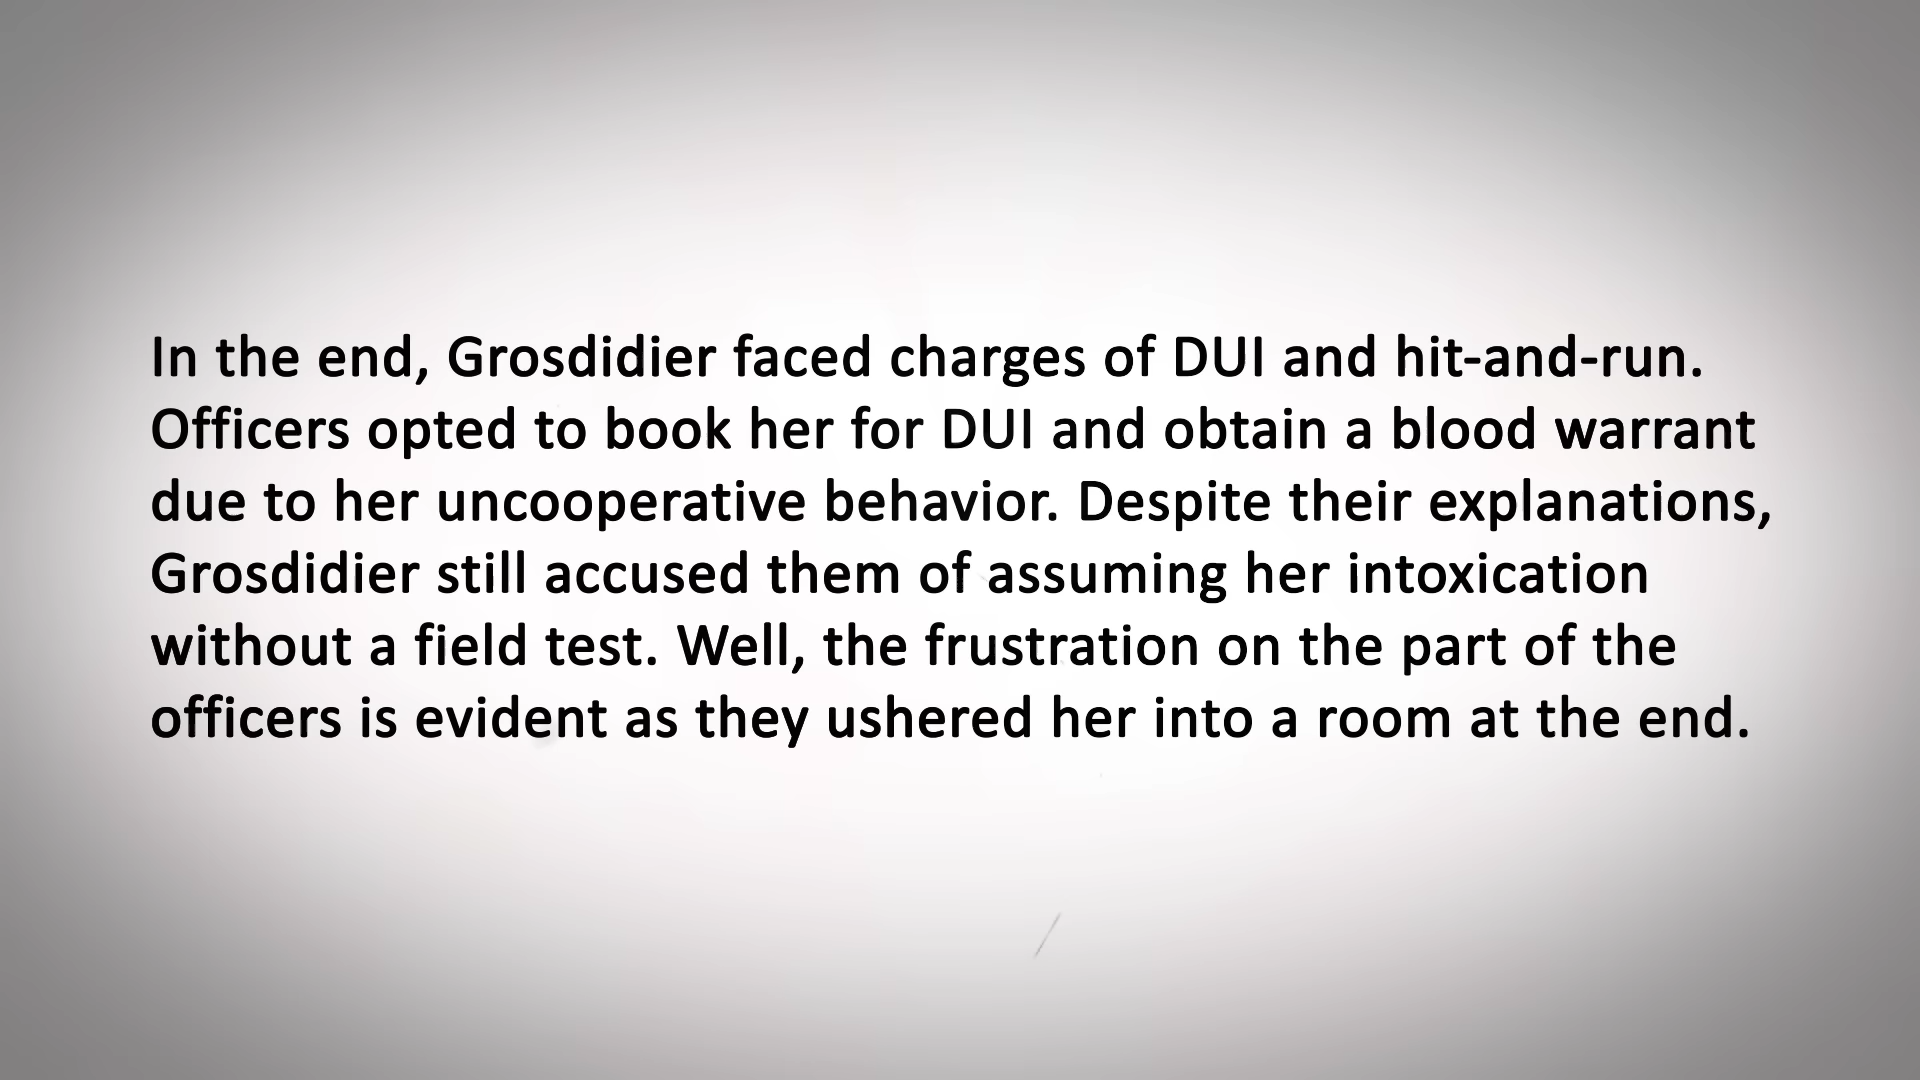 In the end, Grosdidier faced charges of DUI and hit-and-run.
Officers opted to book her for DUI and obtain a blood warrant
due to her uncooperative behavior. Despite their explanations,
Grosdidier still accused them of assuming her intoxication
without a field test. Well, the frustration on the part of the
officers is evident as they ushered her into a room at the end.